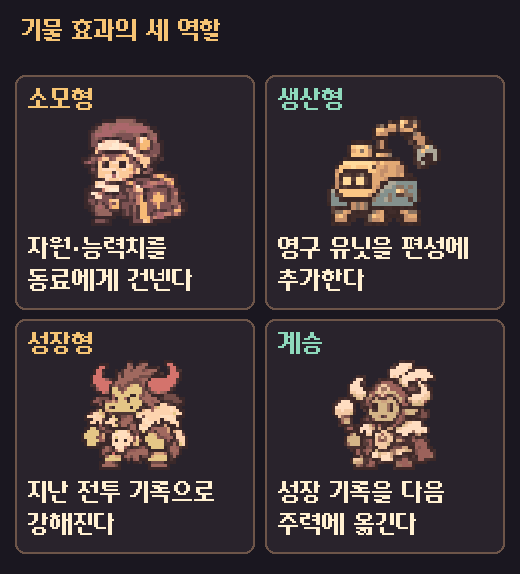 기물 효과의 세 역할
소모형
자원·능력치를
동료에게 건넨다
생산형
영구 유닛을 편성에
추가한다
성장형
지난 전투 기록으로
강해진다
계승
성장 기록을 다음
주력에 옮긴다